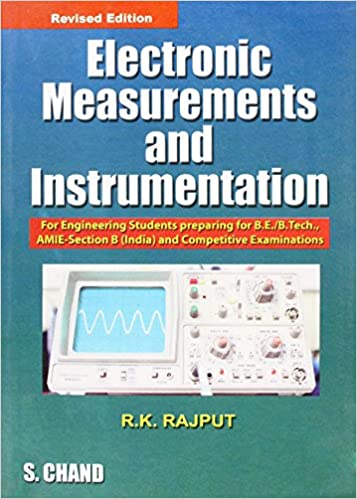 Revised Edition
Electronic
Measurements
and
Instrumentation
For Engineering Students preparing for B.E./B.Tech.,
AMIE-Section B (India) and Competitive Examinations
R.K. RAJPUT
S. CHAND